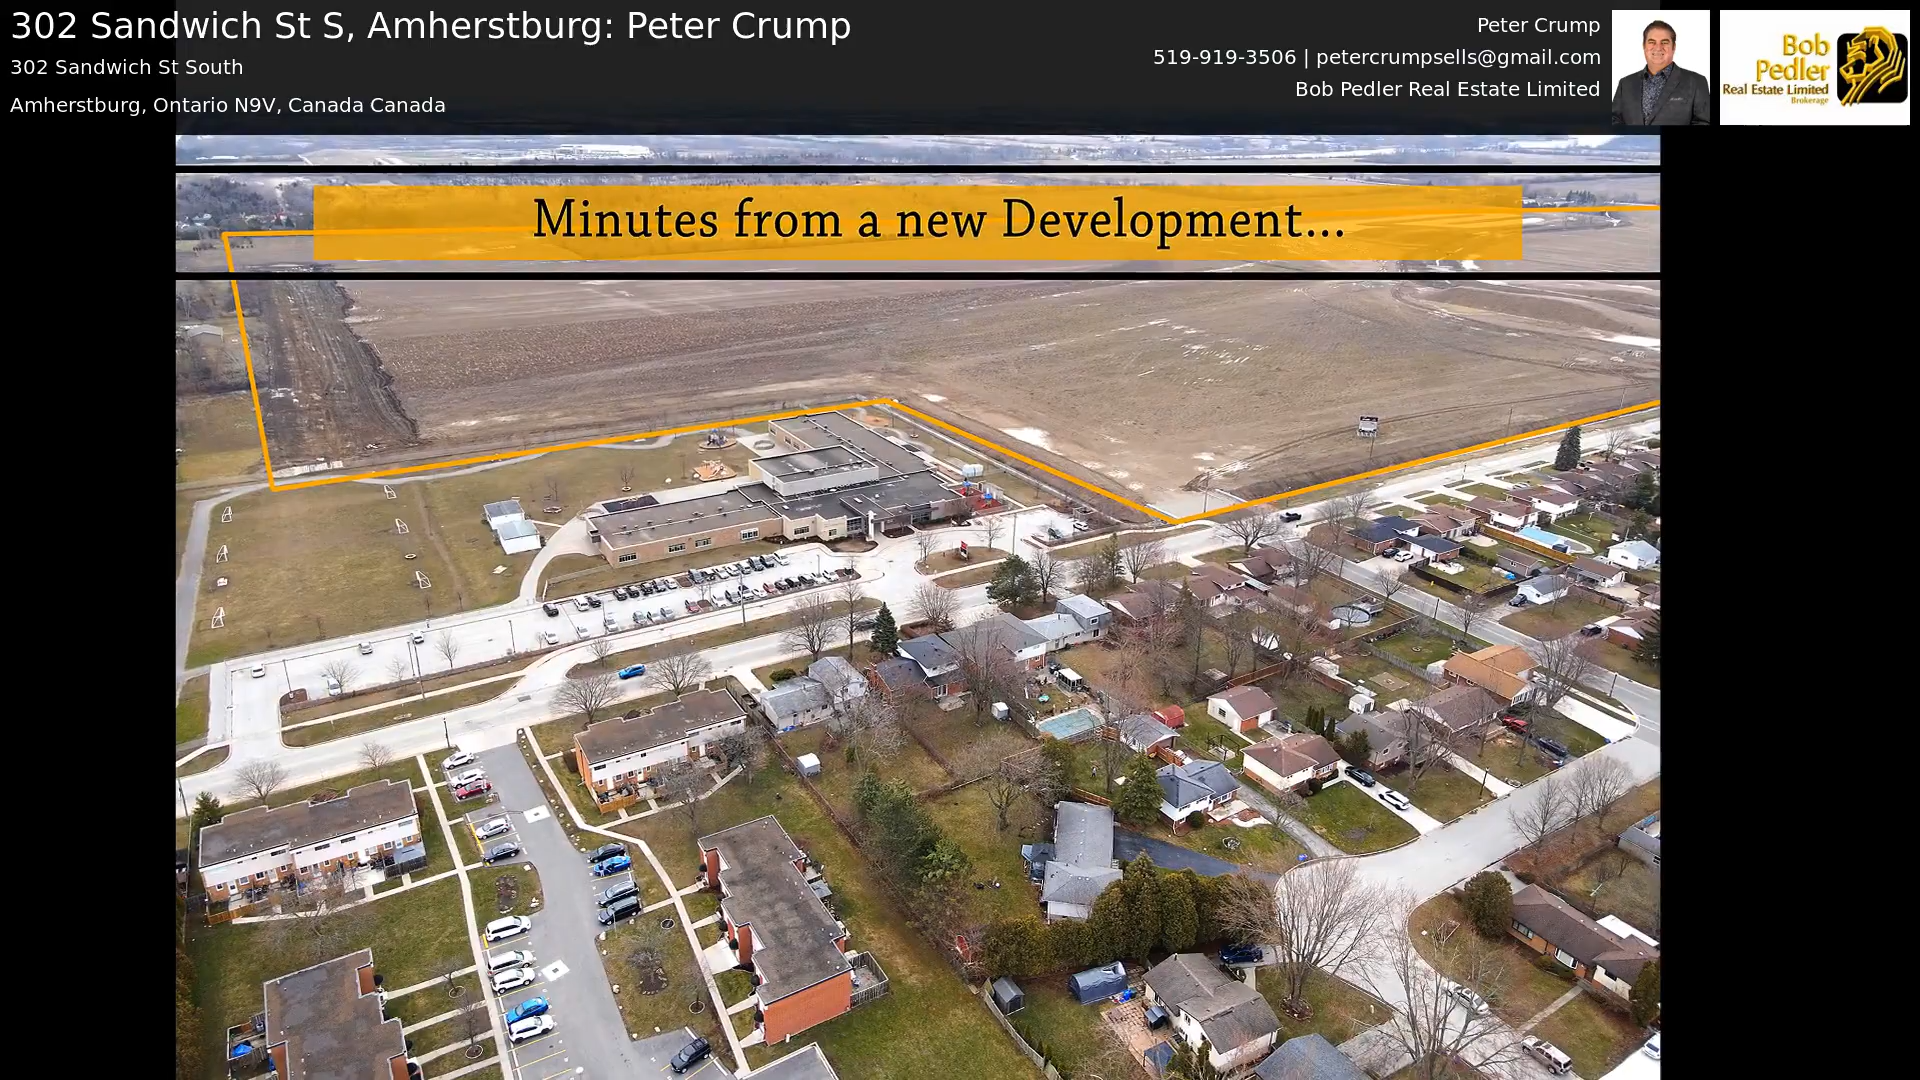 302 Sandwich St S, Amherstburg: Peter Crump
302 Sandwich St South
Amherstburg, Ontario N9V, Canada Canada
Peter Crump
519-919-3506 | petercrumpsells@gmail.com
Bob Pedler Real Estate Limited
Bob
Pedler
Real Estate Limited
Brokerage
Minutes from a new Development...